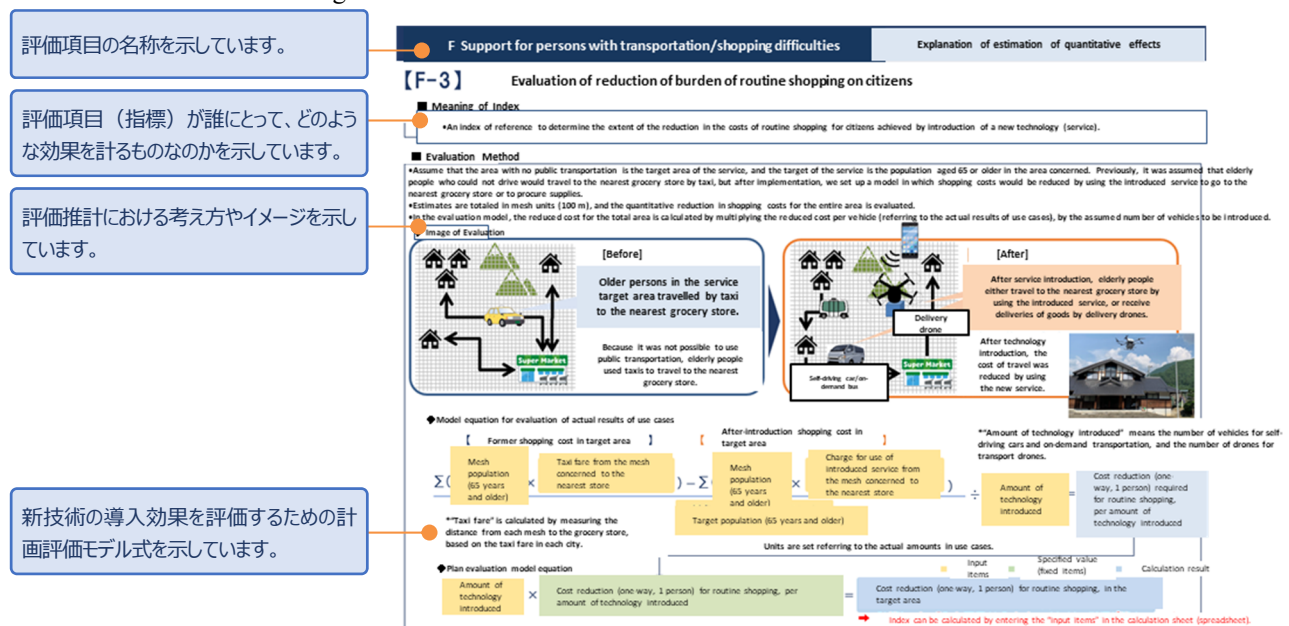 評価項目の名称を示しています。
評価項目（指標）が誰にとって、どのよう
な効果を計るものなのかを示しています。
評価推計における考え方やイメージを示し
ています。
新技術の導入効果を評価するための計
画評価モデル式を示しています。
F Support for persons with transportation/shopping difficulties
Explanation of estimation of quantitative effects
【F-3】 Evaluation of reduction of burden of routine shopping on citizens
■ Meaning of Index
•An index of reference to determine the extent of the reduction in the costs of routine shopping for citizens achieved by introduction of a new technology (service).
■ Evaluation Method
•Assume that the area with no public transportation is the target area of the service, and the target of the service is the population aged 65 or older in the area concerned. Previously, it was assumed that elderly
people who could not drive would travel to the nearest grocery store by taxi, but after implementation, we set up a model in which shopping costs would be reduced by using the introduced service to go to the
nearest grocery store or to procure supplies.
•Estimates are totaled in mesh units (100 m), and the quantitative reduction in shopping costs for the entire area is evaluated.
•In the evaluation model, the reduced cost for the total area is calculated by multiplying the reduced cost per vehicle (referring to the actual results of use cases), by the assumed number of vehicles to be introduced.
Image of Evaluation
[Before]
Older persons in the service
target area travelled by taxi
to the nearest grocery store.
Because it was not possible to use
public transportation, elderly people
used taxis to travel to the nearest
grocery store.
Super Market
[After]
After service introduction, elderly people
either travel to the nearest grocery store by
using the introduced service, or receive
deliveries of goods by delivery drones.
Delivery
drone
After technology
introduction, the
cost of travel was
reduced by using
the new service.
Self-driving car/on-
demand bus
Super Market
◆Model equation for evaluation of actual results of use cases
【 Former shopping cost in target area 】
【 After-introduction shopping cost in
target area 】
*"Amount of technology introduced" means the number of vehicles for self-
driving cars and on-demand transportation, and the number of drones for
transport drones.
Σ(
Mesh
population
(65 years
and older)
×
Taxi fare from the mesh
concerned to the
nearest store
) − Σ(
Mesh
population
(65 years
and older)
×
Charge for use of
introduced service from
the mesh concerned to
the nearest store
)
÷
Amount of
technology
introduced
=
Cost reduction (one-
way, 1 person) required
for routine shopping,
per amount of
technology introduced
Target population (65 years and older)
*"Taxi fare" is calculated by measuring the
distance from each mesh to the grocery store,
based on the taxi fare in each city.
Units are set referring to the actual amounts in use cases.
◆Plan evaluation model equation
Input
items
Specified value
(fixed items)
Calculation result
Amount of
technology
introduced
×
Cost reduction (one way, 1 person) for routine shopping, per
amount of technology introduced
=
Cost reduction (one way, 1 person) for routine shopping, in the
target area
➡ Index can be calculated by entering the "input items" in the calculation sheet (spreadsheet).